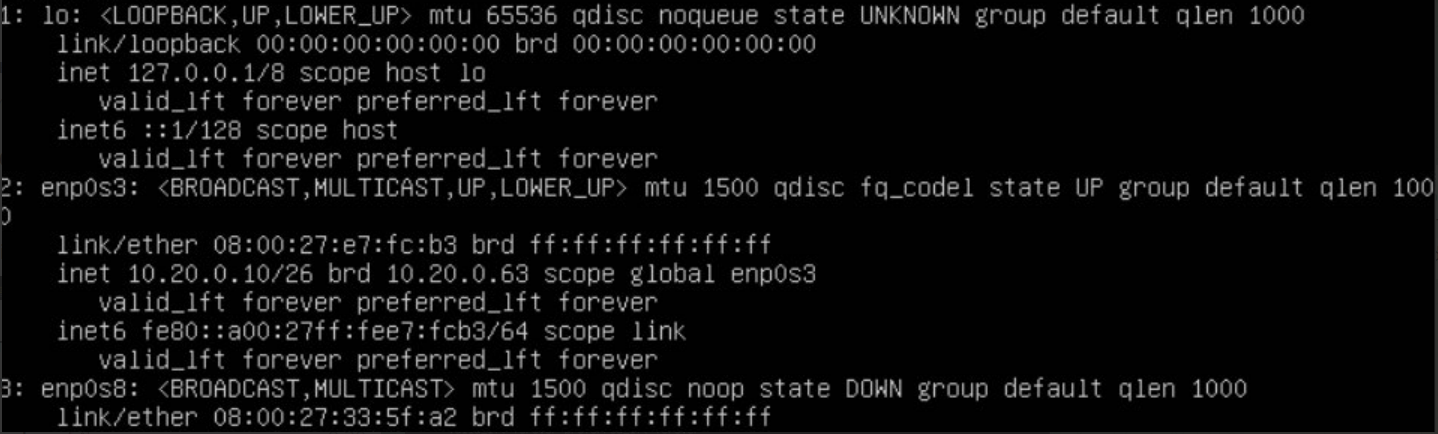 1: lo: <LOOPBACK,UP,LOWER_UP> mtu 65536 qdisc noqueue state UNKNOWN group default qlen 1000
link/loopback 00:00:00:00:00:00 brd 00:00:00:00:00:00
inet 127.0.0.1/8 scope host lo
valid_lft forever preferred_lft forever
inet6 ::1/128 scope host
valid_lft forever preferred_lft forever
2: enp0s3: <BROADCAST,MULTICAST,UP,LOWER_UP> mtu 1500 qdisc fq_codel state UP group default qlen 100
0
link/ether 08:00:27:e7:fc:b3 brd ff:ff:ff:ff:ff:ff
inet 10.20.0.10/26 brd 10.20.0.63 scope global enp0s3
valid_lft forever preferred_lft forever
inet6 fe80::a00:27ff:fee7:fcb3/64 scope link
valid_lft forever preferred_lft forever
3: enp0s8: <BROADCAST,MULTICAST> mtu 1500 qdisc noop state DOWN group default qlen 1000
link/ether 08:00:27:33:5f:a2 brd ff:ff:ff:ff:ff:ff